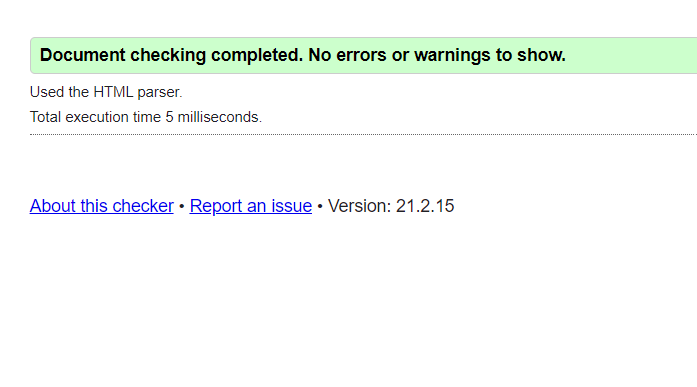 Document checking completed. No errors or warnings to show.
Used the HTML parser.
Total execution time 5 milliseconds.
About this checker • Report an issue • Version: 21.2.15